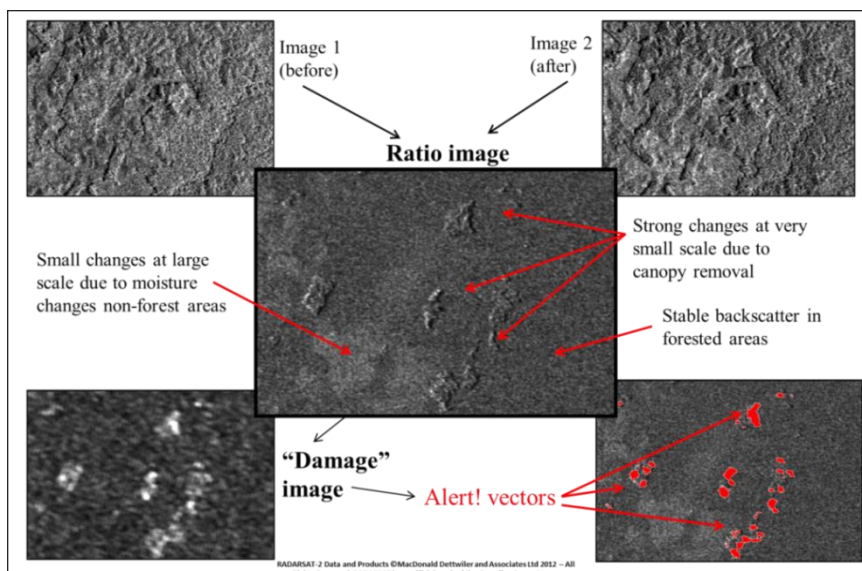 Image 1
(before)
Image 2
(after)
Ratio image
Small changes at large
scale due to moisture
changes non-forest areas
Strong changes at very
small scale due to
canopy removal
Stable backscatter in
forested areas
“Damage”
image
Alert! vectors
RADARSAT-2 Data and Products ©MacDonald Dettwiler and Associates Ltd 2012 – All